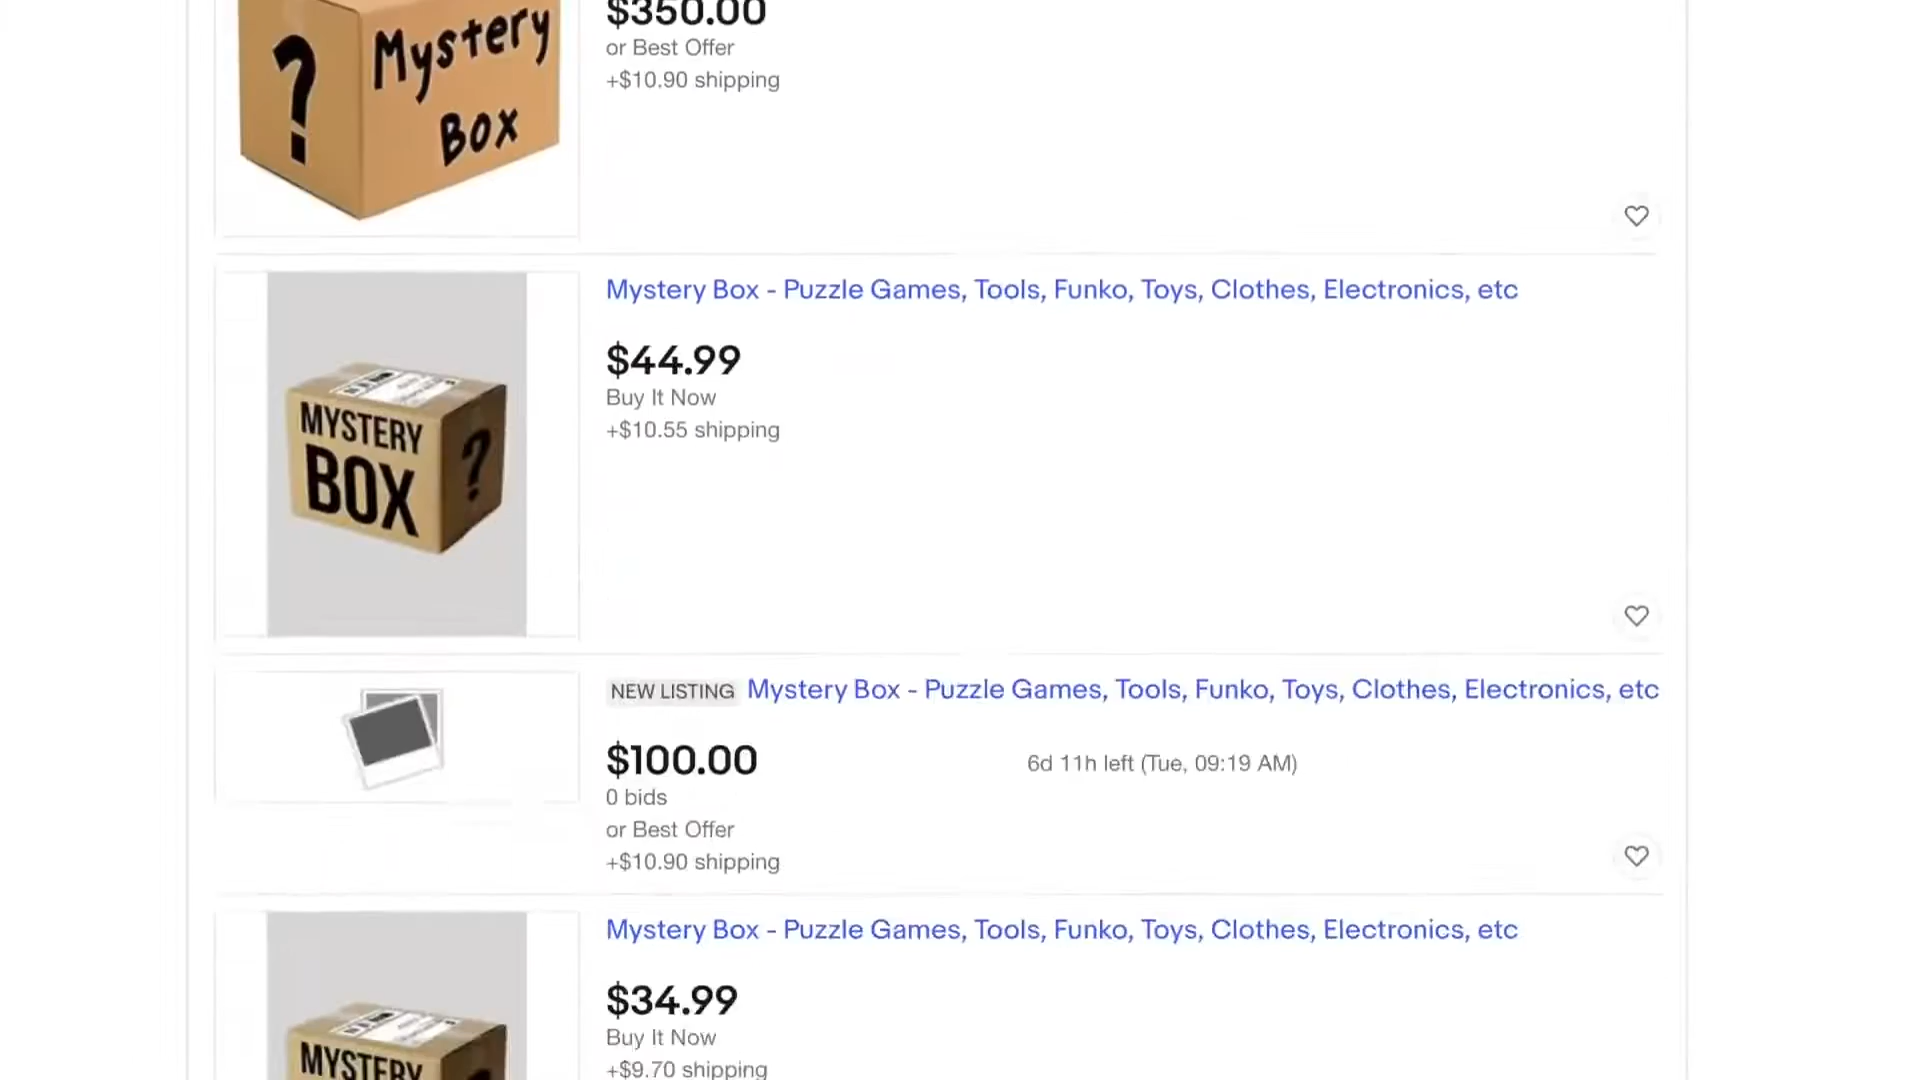 $350.00
or Best Offer
+$10.90 shipping
? Mystery
Box
Mystery Box - Puzzle Games, Tools, Funko, Toys, Clothes, Electronics, etc
$44.99
Buy It Now
+$10.55 shipping
MYSTERY
BOX ?
NEW LISTING Mystery Box - Puzzle Games, Tools, Funko, Toys, Clothes, Electronics, etc
$100.00
6d 11h left (Tue, 09:19 AM)
0 bids
or Best Offer
+$10.90 shipping
Mystery Box - Puzzle Games, Tools, Funko, Toys, Clothes, Electronics, etc
$34.99
Buy It Now
+$9.70 shipping
MYSTERY